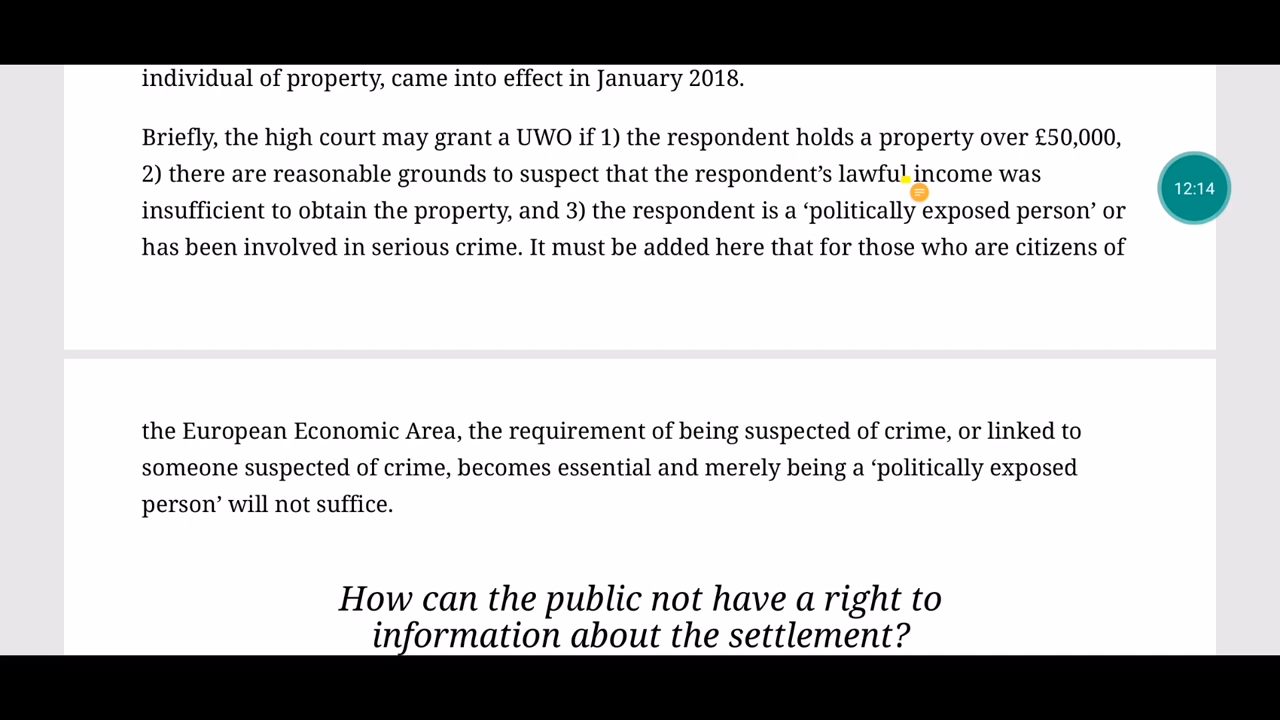 individual of property, came into effect in January 2018.
Briefly, the high court may grant a UWO if 1) the respondent holds a property over £50,000,
2) there are reasonable grounds to suspect that the respondent’s lawful income was
insufficient to obtain the property, and 3) the respondent is a ‘politically exposed person’ or
has been involved in serious crime. It must be added here that for those who are citizens of
12:14
the European Economic Area, the requirement of being suspected of crime, or linked to
someone suspected of crime, becomes essential and merely being a ‘politically exposed
person’ will not suffice.
How can the public not have a right to
information about the settlement?